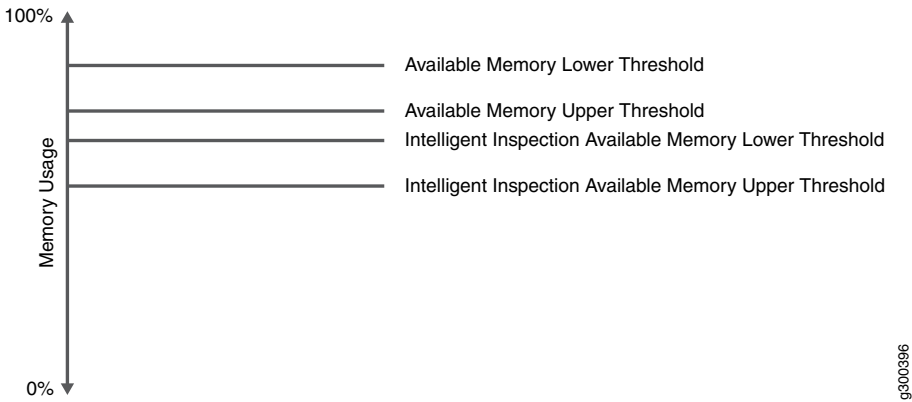 100%
Available Memory Lower Threshold
Available Memory Upper Threshold
Intelligent Inspection Available Memory Lower Threshold
Intelligent Inspection Available Memory Upper Threshold
Memory Usage
0%
g300396